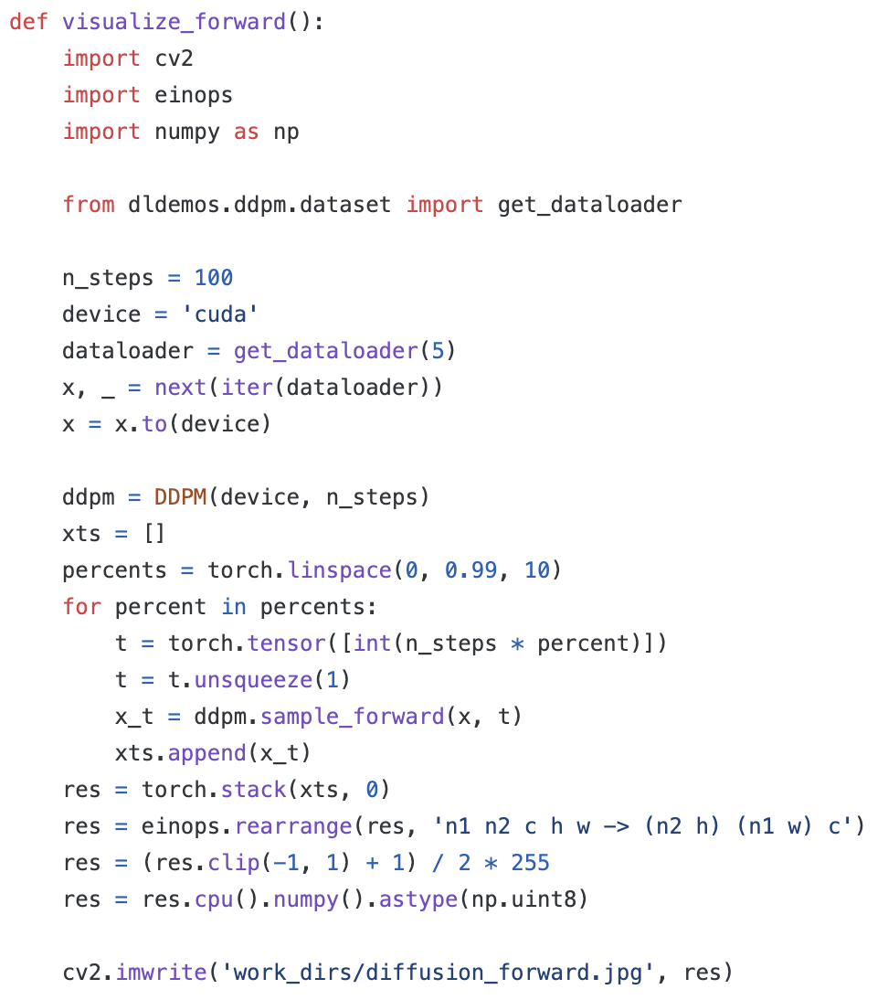 def visualize_forward():
    import cv2
    import einops
    import numpy as np

    from dldemos.ddpm.dataset import get_dataloader

    n_steps = 100
    device = 'cuda'
    dataloader = get_dataloader(5)
    x, _ = next(iter(dataloader))
    x = x.to(device)

    ddpm = DDPM(device, n_steps)
    xts = []
    percents = torch.linspace(0, 0.99, 10)
    for percent in percents:
        t = torch.tensor([int(n_steps * percent)])
        t = t.unsqueeze(1)
        x_t = ddpm.sample_forward(x, t)
        xts.append(x_t)
    res = torch.stack(xts, 0)
    res = einops.rearrange(res, 'n1 n2 c h w -> (n2 h) (n1 w) c')
    res = (res.clip(-1, 1) + 1) / 2 * 255
    res = res.cpu().numpy().astype(np.uint8)

    cv2.imwrite('work_dirs/diffusion_forward.jpg', res)